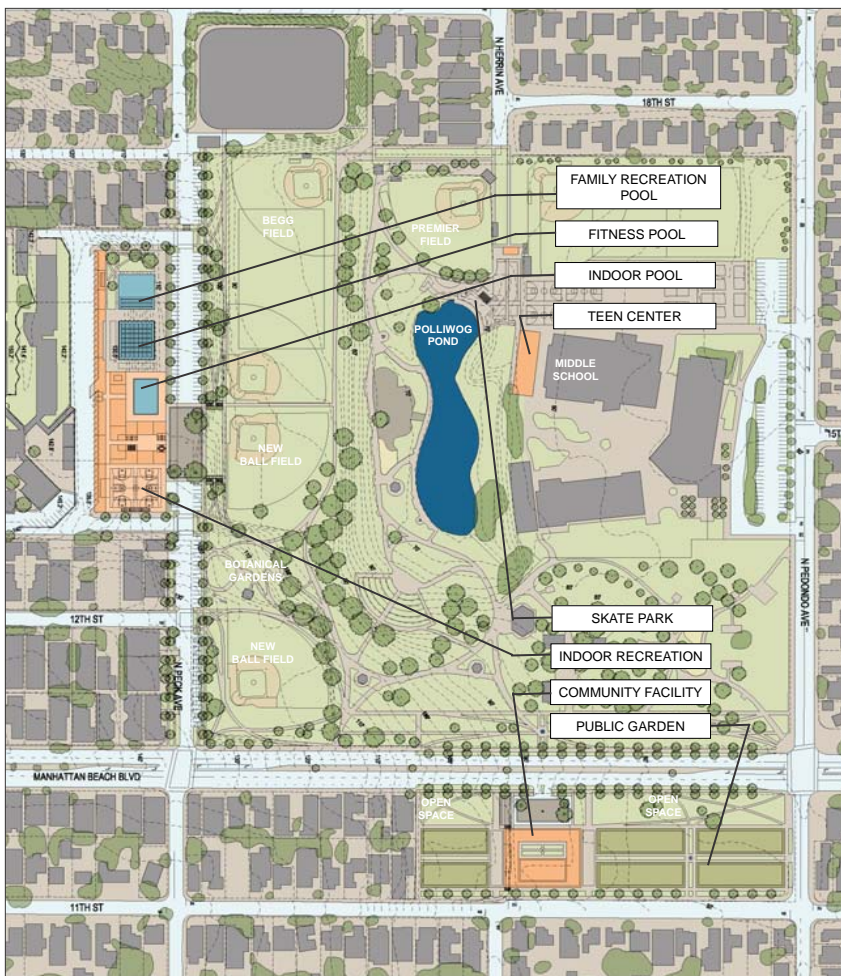 N HERRIN AVE
18TH ST
FAMILY RECREATION
POOL
FITNESS POOL
INDOOR POOL
TEEN CENTER
BEGG
FIELD
PREMIER
FIELD
POLLIWOG
POND
MIDDLE
SCHOOL
15T
NEW
BALL FIELD
BOTANICAL
GARDENS
12TH ST
N PECK AVE
NEW
BALL FIELD
N PEDONDO AVE
SKATE PARK
INDOOR RECREATION
COMMUNITY FACILITY
PUBLIC GARDEN
MANHATTAN BEACH BLVD
OPEN
SPACE
OPEN
SPACE
11TH ST